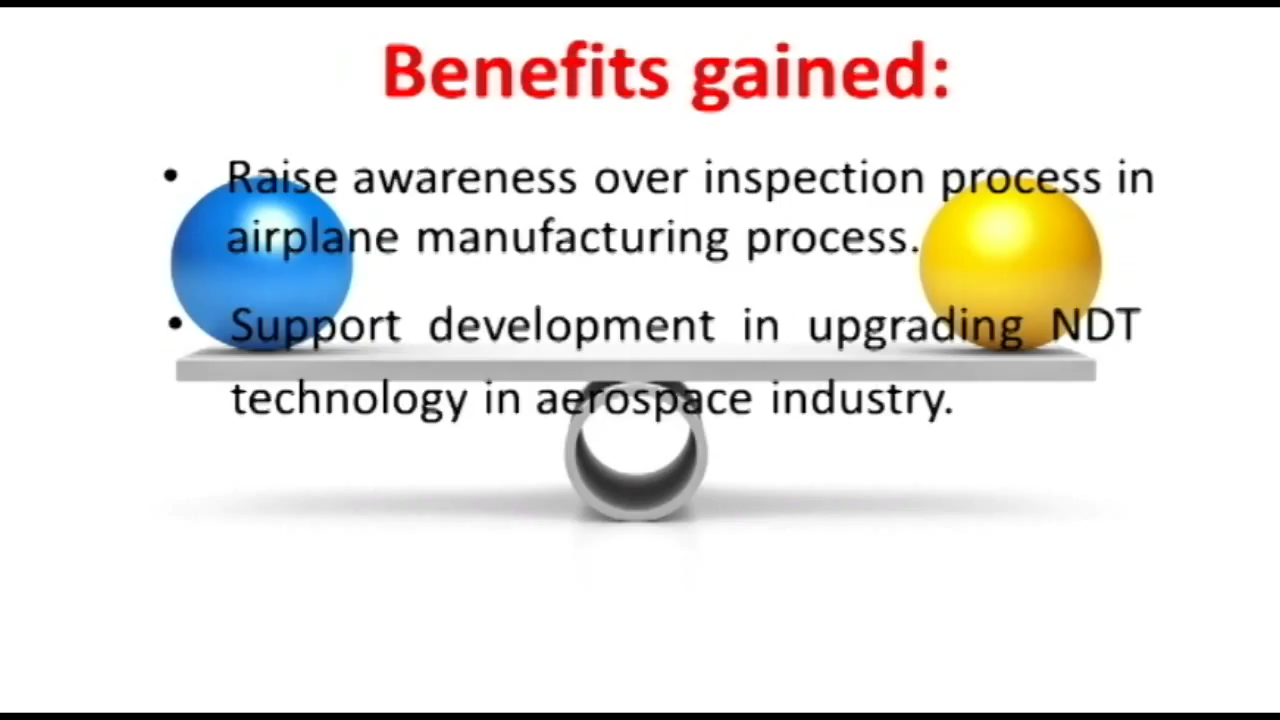 Benefits gained:
• Raise awareness over inspection process in
airplane manufacturing process.
• Support development in upgrading NDT
technology in aerospace industry.